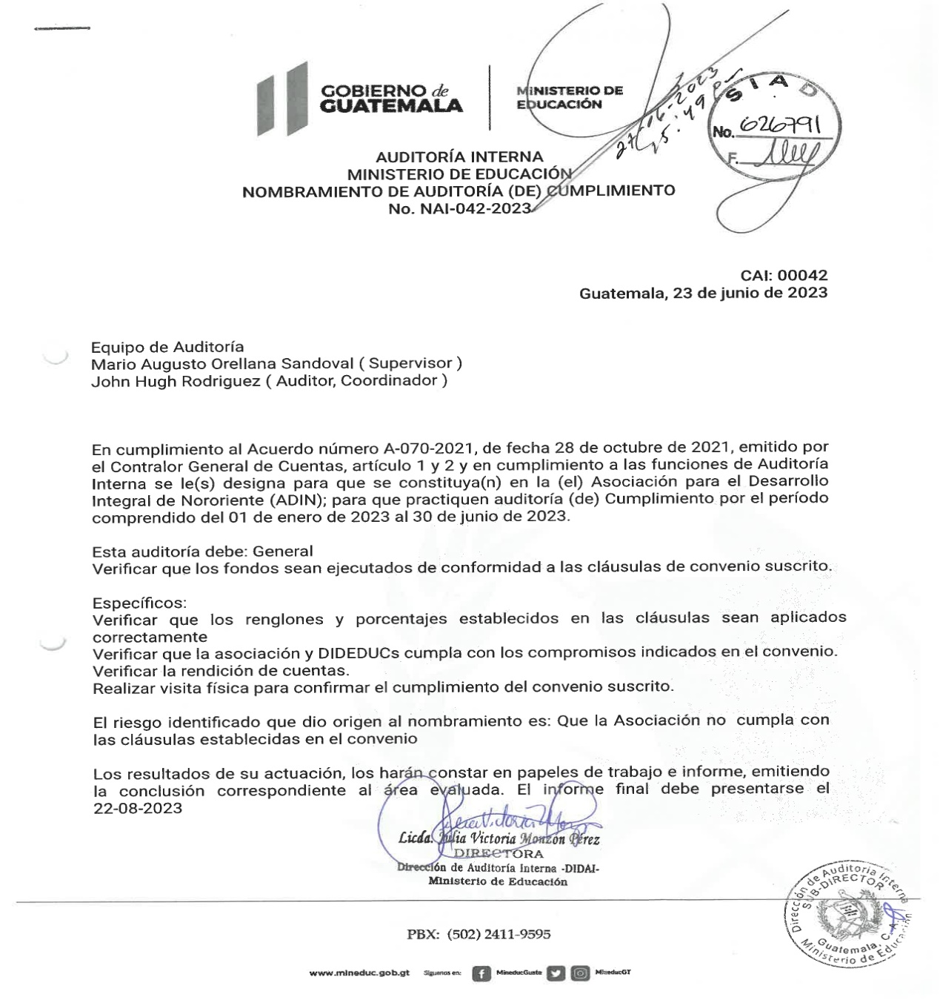 GOBIERNO de
GUATEMALA
MINISTERIO DE
EDUCACIÓN
27-06-2023
15:49
SIAD
No. 626791
F.
AUDITORÍA INTERNA
MINISTERIO DE EDUCACIÓN
NOMBRAMIENTO DE AUDITORÍA (DE) CUMPLIMIENTO
No. NAI-042-2023
CAI: 00042
Guatemala, 23 de junio de 2023
Equipo de Auditoría
Mario Augusto Orellana Sandoval ( Supervisor )
John Hugh Rodriguez ( Auditor, Coordinador )
En cumplimiento al Acuerdo número A-070-2021, de fecha 28 de octubre de 2021, emitido por
el Contralor General de Cuentas, artículo 1 y 2 y en cumplimiento a las funciones de Auditoría
Interna se le(s) designa para que se constituya(n) en la (el) Asociación para el Desarrollo
Integral de Nororiente (ADIN); para que practiquen auditoría (de) Cumplimiento por el período
comprendido del 01 de enero de 2023 al 30 de junio de 2023.
Esta auditoría debe: General
Verificar que los fondos sean ejecutados de conformidad a las cláusulas de convenio suscrito.
Específicos:
Verificar que los renglones y porcentajes establecidos en las cláusulas sean aplicados
correctamente
Verificar que la asociación y DIDEDUCs cumpla con los compromisos indicados en el convenio.
Verificar la rendición de cuentas.
Realizar visita física para confirmar el cumplimiento del convenio suscrito.
El riesgo identificado que dio origen al nombramiento es: Que la Asociación no cumpla con
las cláusulas establecidas en el convenio
Los resultados de su actuación, los harán constar en papeles de trabajo e informe, emitiendo
la conclusión correspondiente al área evaluada. El informe final debe presentarse el
22-08-2023
Licda. Julia Victoria Monzón Pérez
DIRECTORA
Dirección de Auditoría Interna -DIDAI-
Ministerio de Educación
Dirección de Auditoría Interna
SUB-DIRECTOR
Guatemala, C. A.
Ministerio de Educación
PBX: (502) 2411-9595
www.mineduc.gob.gt Síguenos en: MineducGuate MineducGT